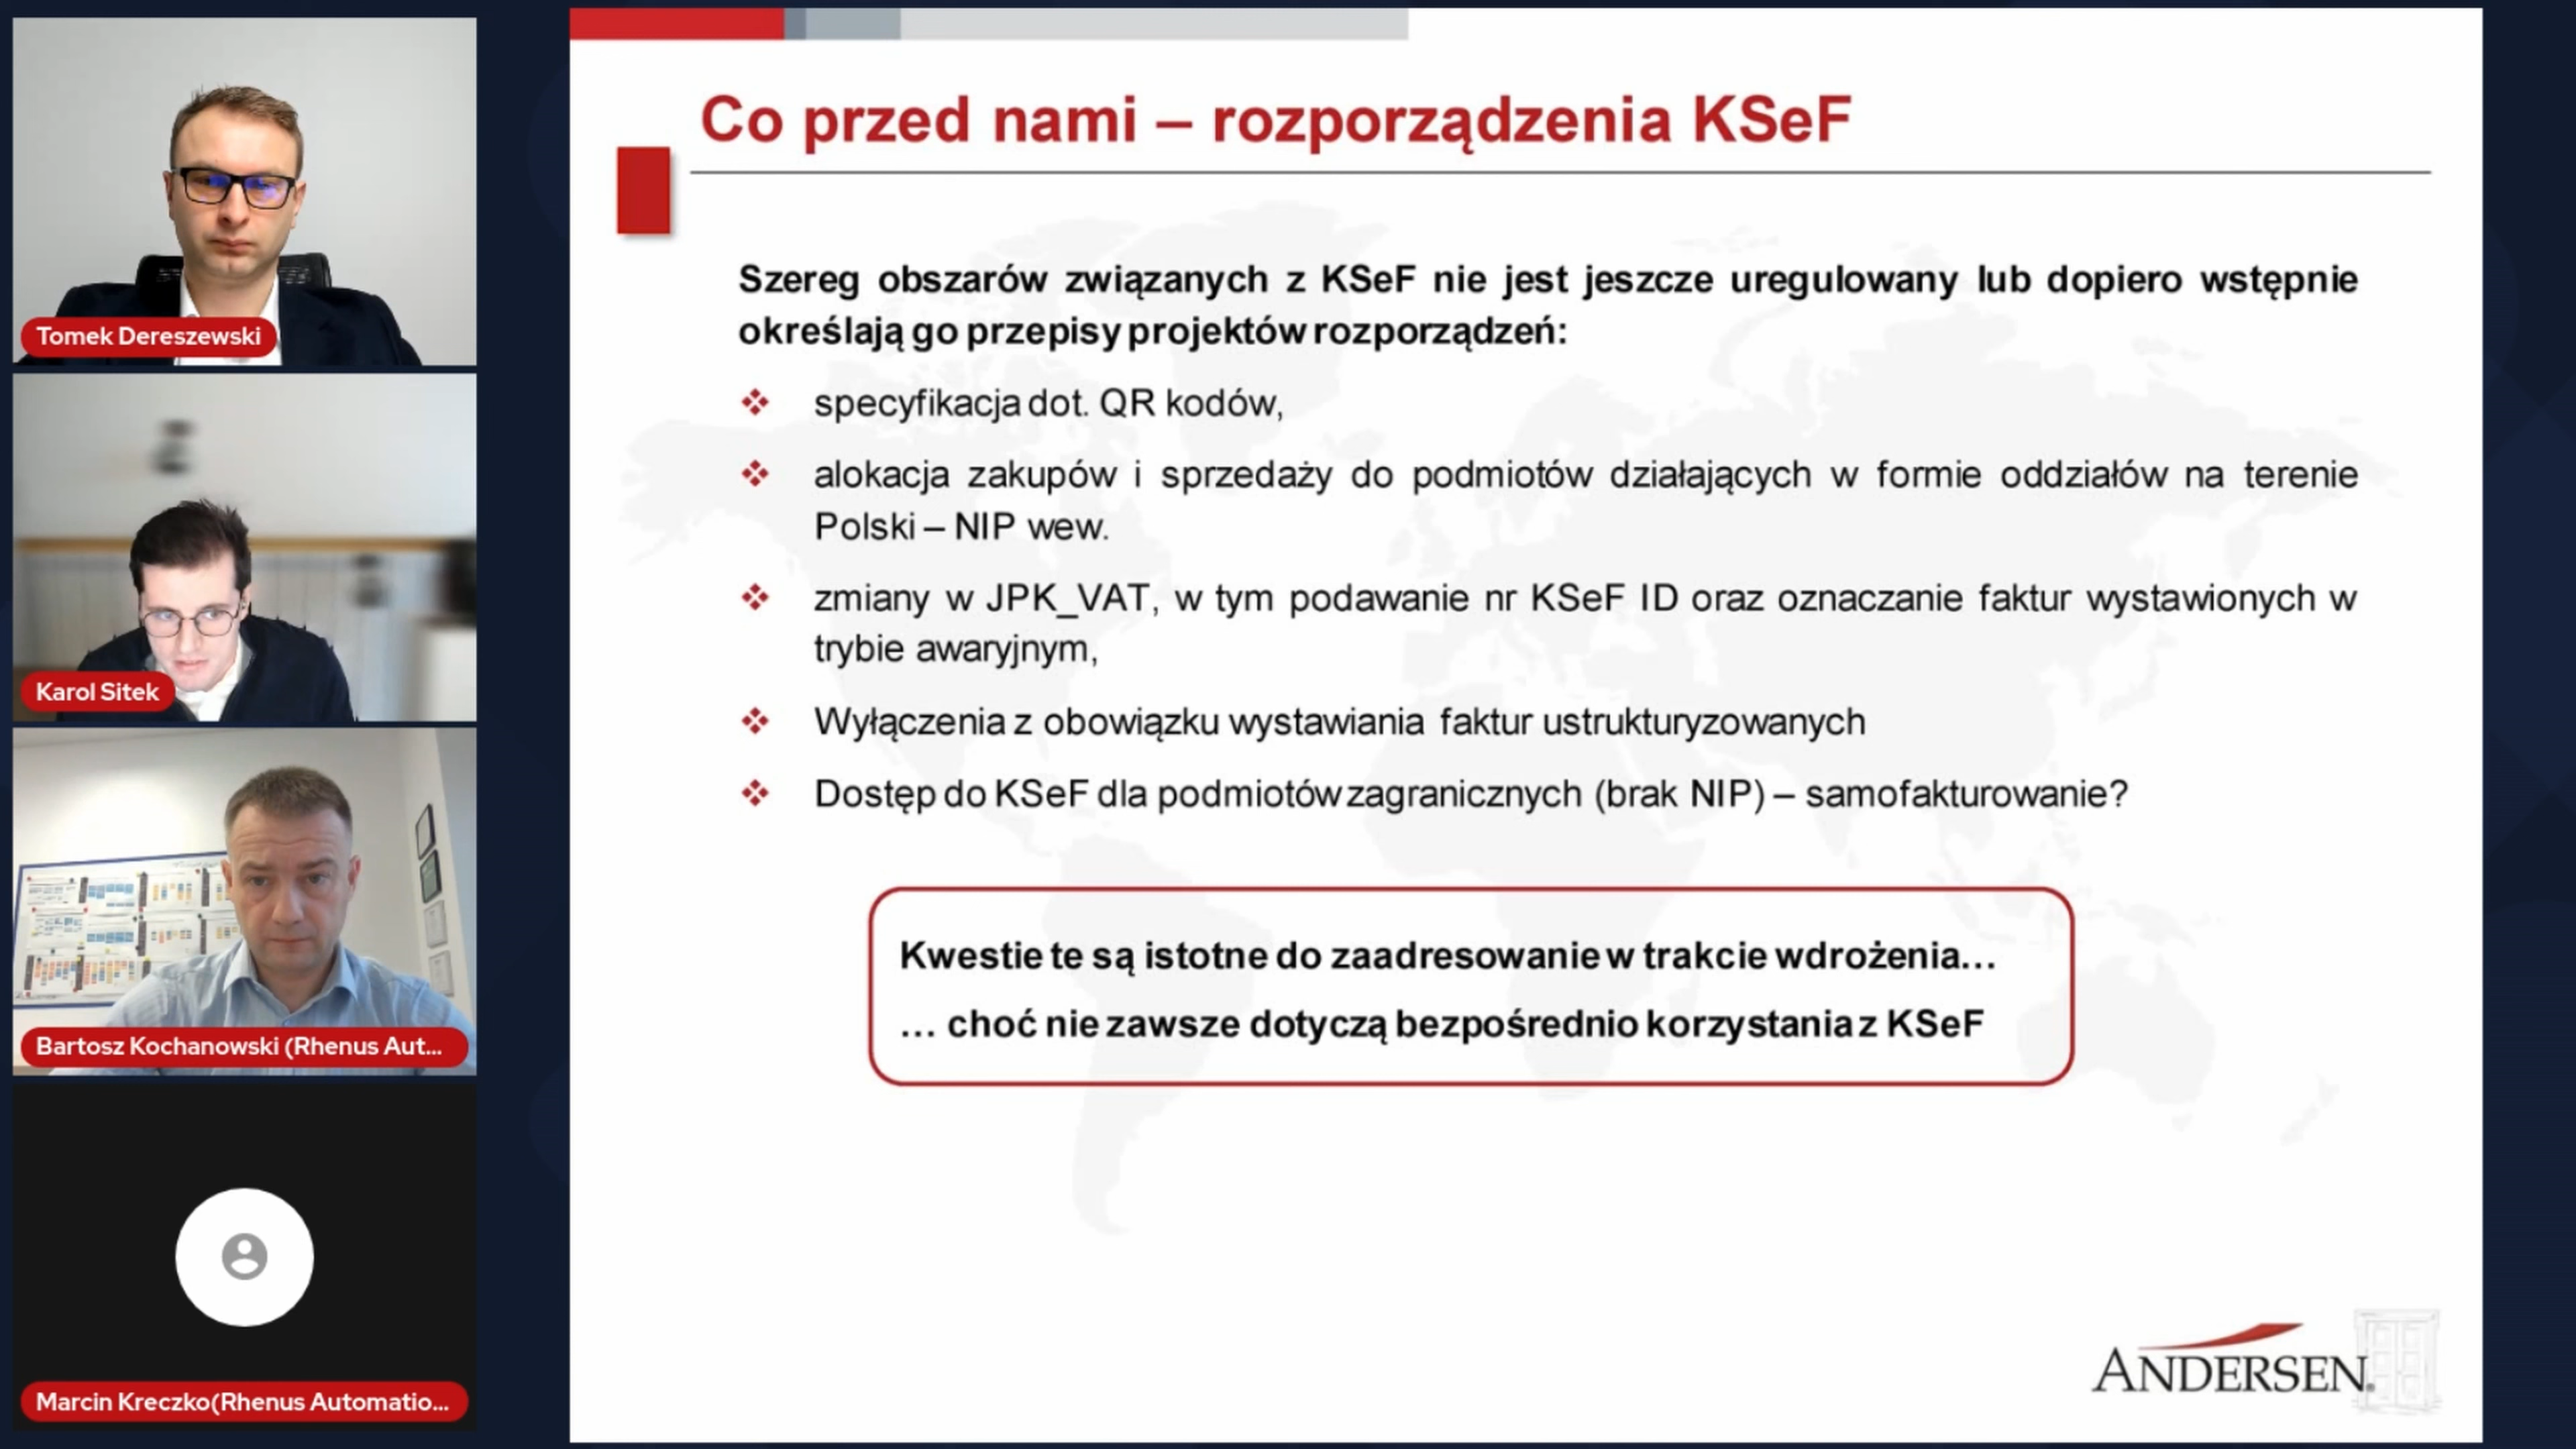 Tomek Dereszewski
Karol Sitek
Bartosz Kochanowski (Rhenus Aut...
Marcin Kreczko(Rhenus Automatio...
Co przed nami – rozporządzenia KSeF
Szereg obszarów związanych z KSeF nie jest jeszcze uregulowany lub dopiero wstępnie
określają go przepisy projektów rozporządzeń:
❖ specyfikacja dot. QR kodów,
❖ alokacja zakupów i sprzedaży do podmiotów działających w formie oddziałów na terenie
Polski – NIP wew.
❖ zmiany w JPK_VAT, w tym podawanie nr KSeF ID oraz oznaczanie faktur wystawionych w
trybie awaryjnym,
❖ Wyłączenia z obowiązku wystawiania faktur ustrukturyzowanych
❖ Dostęp do KSeF dla podmiotów zagranicznych (brak NIP) – samofakturowanie?
Kwestie te są istotne do zaadresowanie w trakcie wdrożenia...
... choć nie zawsze dotyczą bezpośrednio korzystania z KSeF
ANDERSEN.